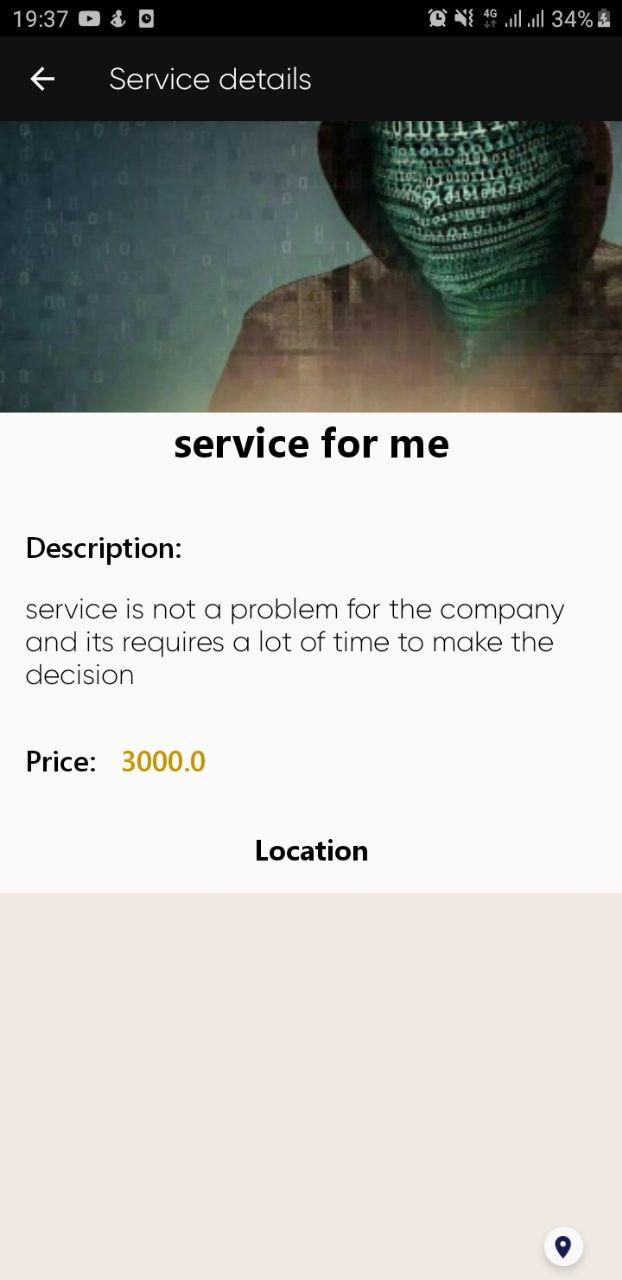 19:37 4G 34%
Service details
service for me
Description:
service is not a problem for the company
and its requires a lot of time to make the
decision
Price: 3000.0
Location